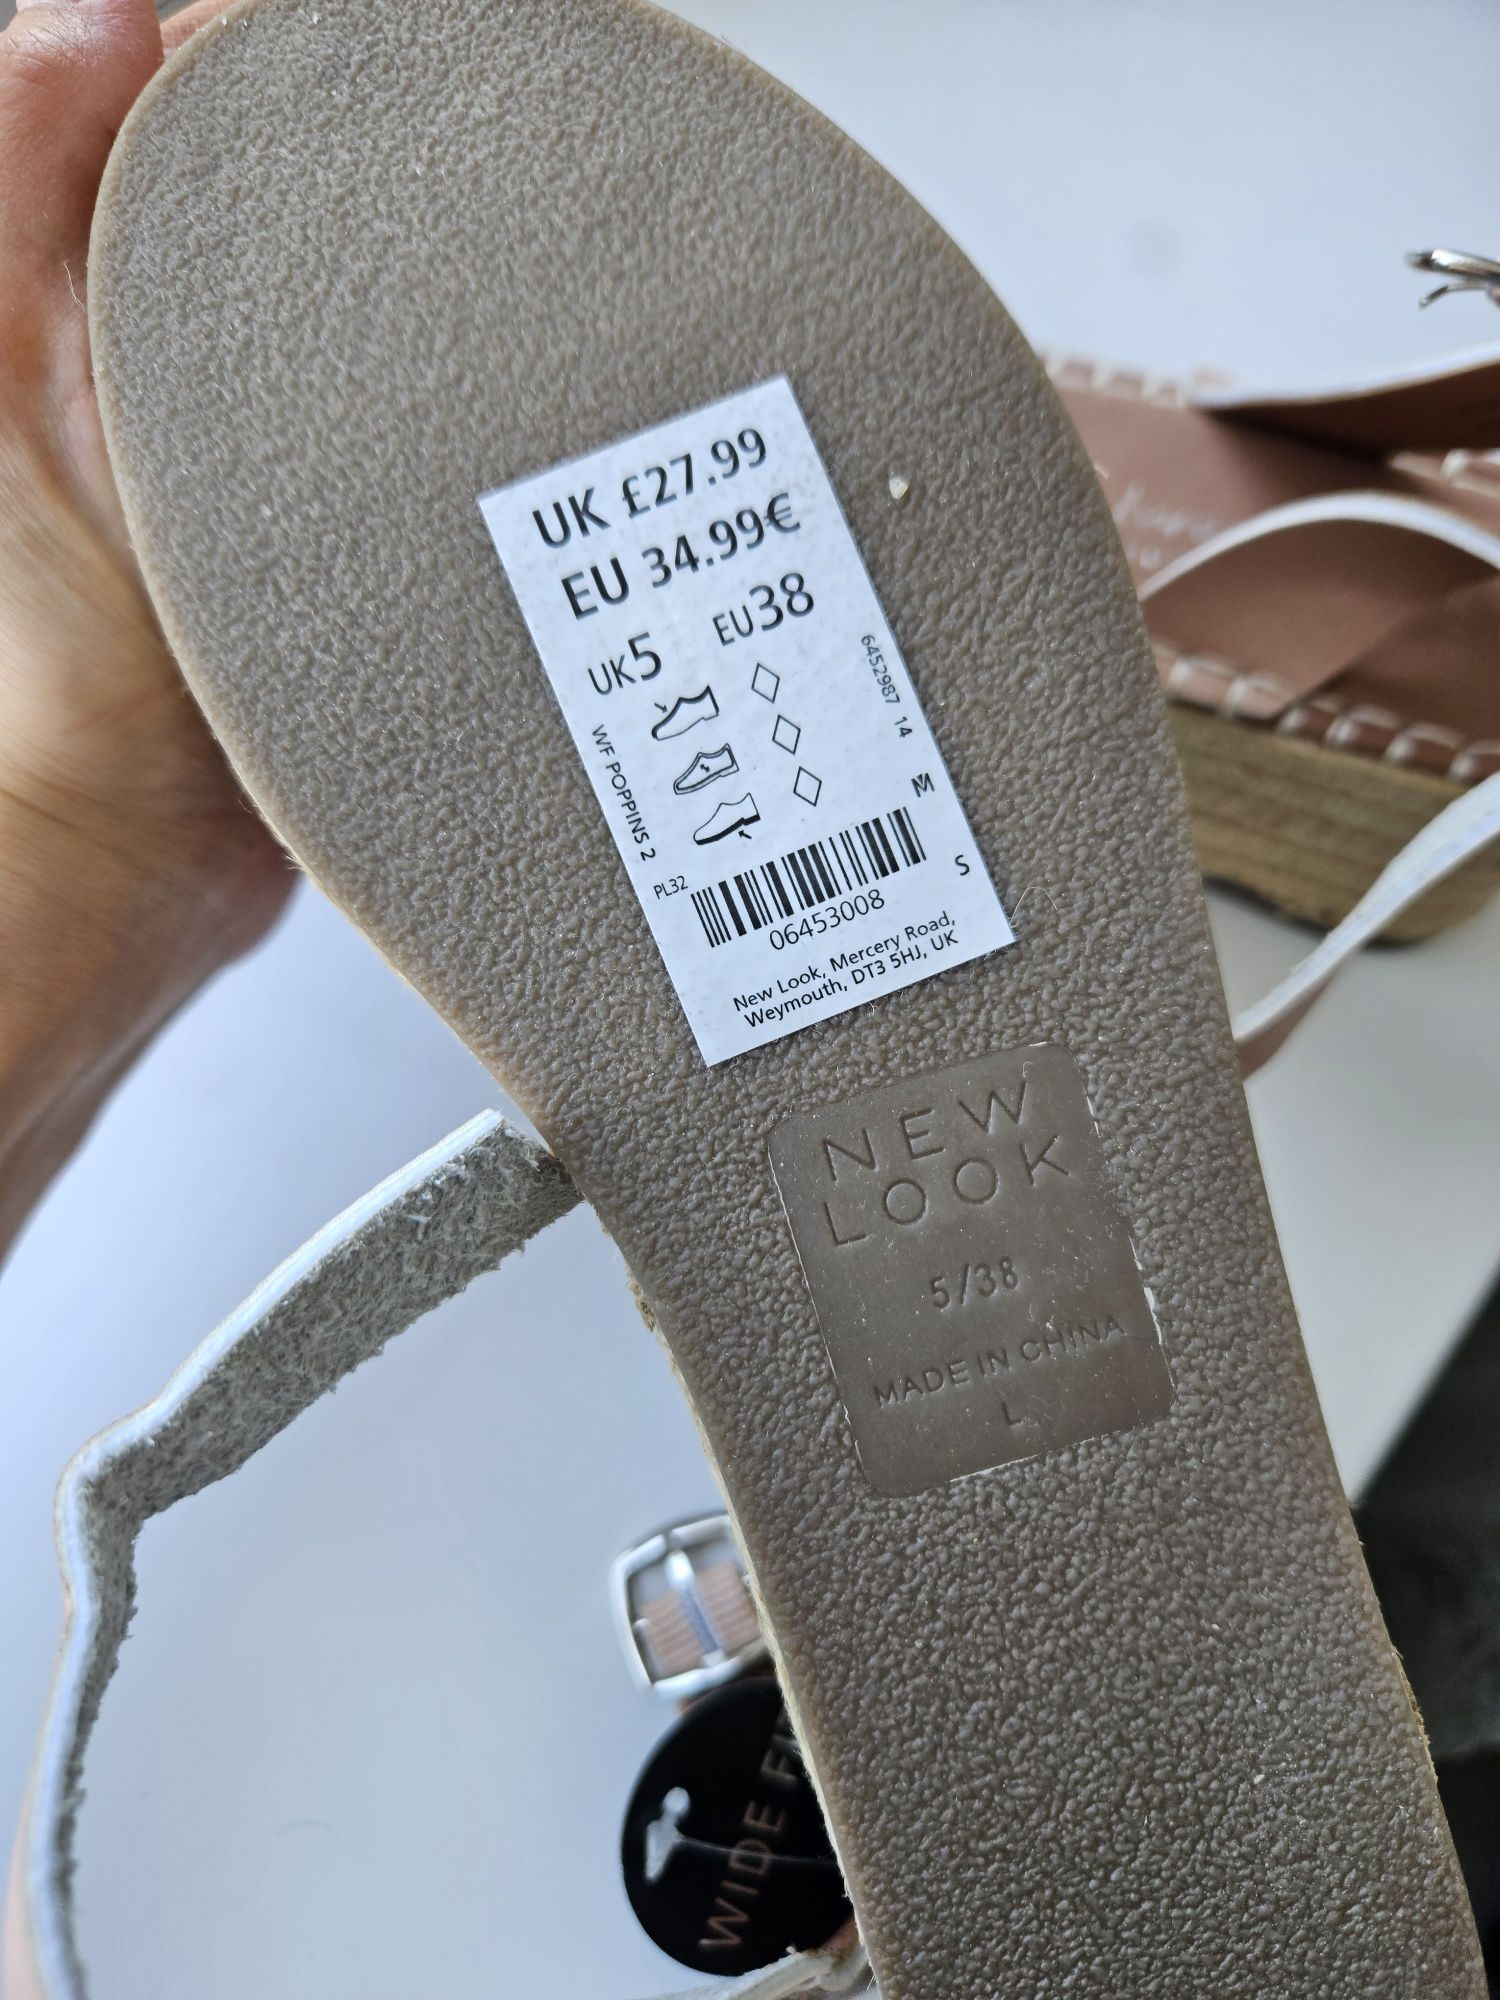 UK £27.99
EU 34.99€
UK5 EU38
6452987 14
WF POPPINS 2
M
S
PL32
06453008
New Look, Mercery Road,
Weymouth, DT3 5HJ, UK
NEW
LOOK
5/38
MADE IN CHINA
L
WIDE